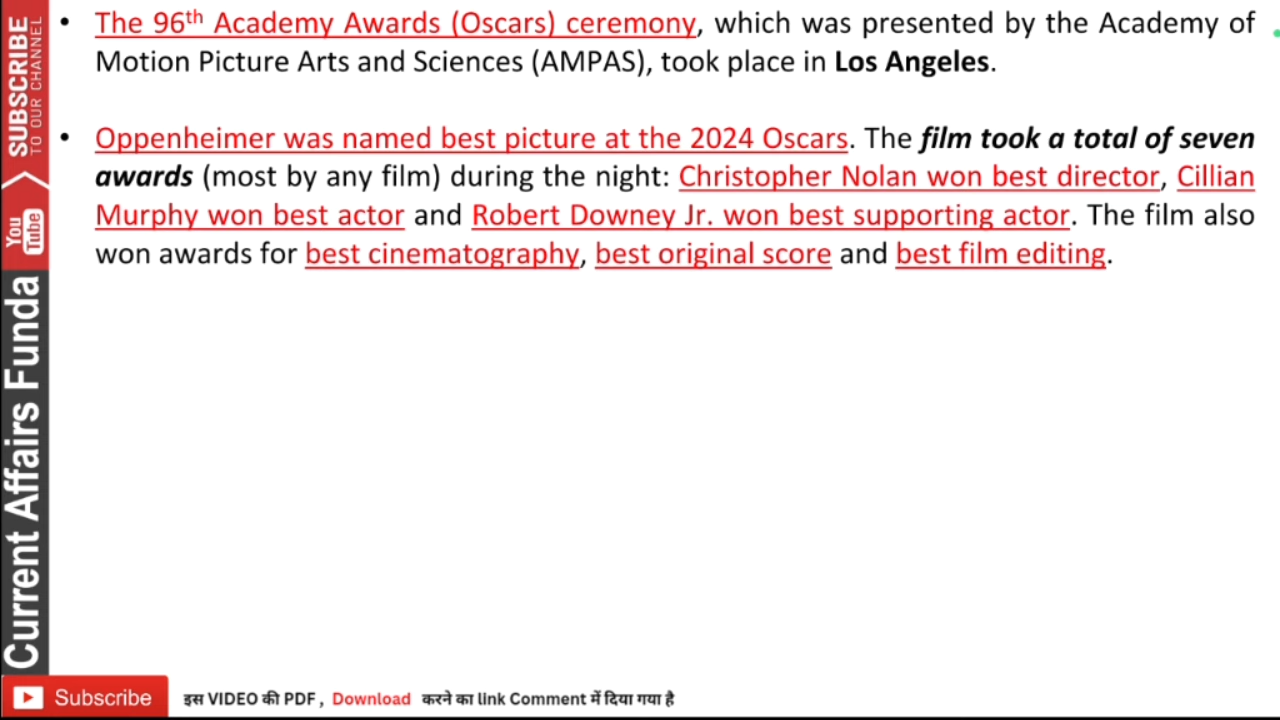 • The 96th Academy Awards (Oscars) ceremony, which was presented by the Academy of
Motion Picture Arts and Sciences (AMPAS), took place in Los Angeles.
• Oppenheimer was named best picture at the 2024 Oscars. The film took a total of seven
awards (most by any film) during the night: Christopher Nolan won best director, Cillian
Murphy won best actor and Robert Downey Jr. won best supporting actor. The film also
won awards for best cinematography, best original score and best film editing.
SUBSCRIBE
TO OUR CHANNEL
You
Tube
Current Affairs Funda
Subscribe
इस VIDEO की PDF , Download करने का link Comment में दिया गया है